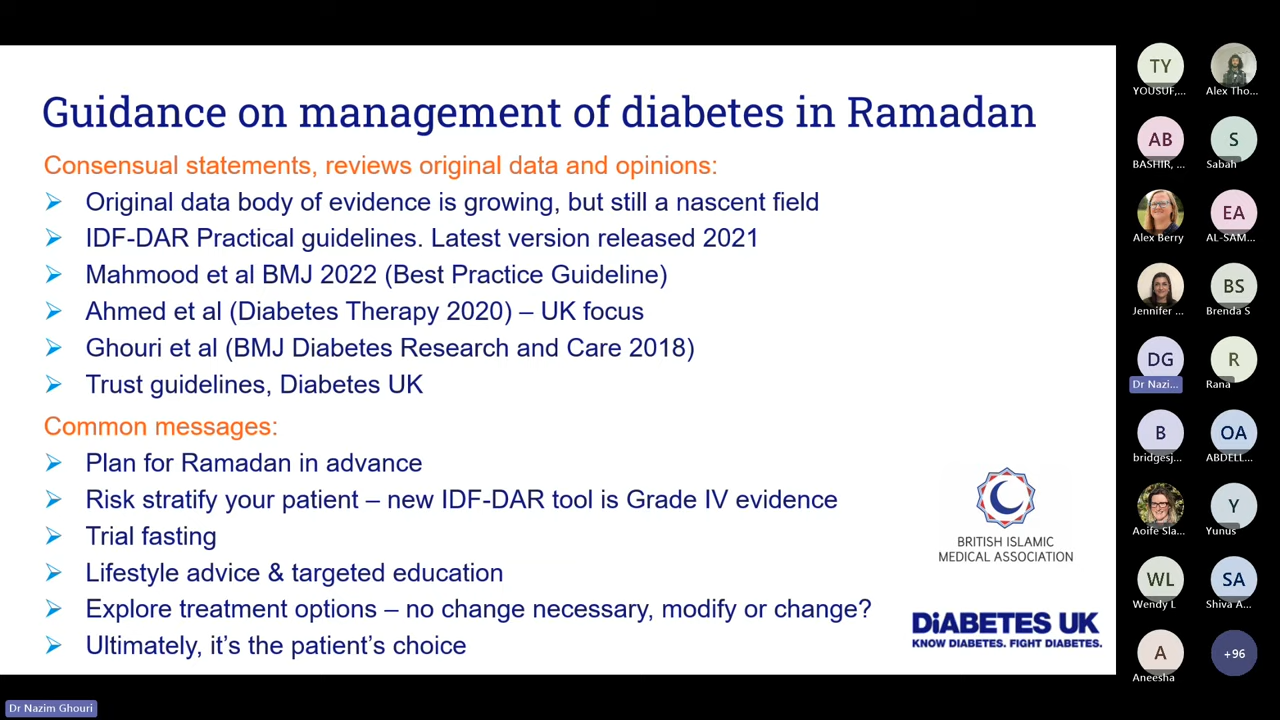 Guidance on management of diabetes in Ramadan
Consensual statements, reviews original data and opinions:
Original data body of evidence is growing, but still a nascent field
IDF-DAR Practical guidelines. Latest version released 2021
Mahmood et al BMJ 2022 (Best Practice Guideline)
Ahmed et al (Diabetes Therapy 2020) – UK focus
Ghouri et al (BMJ Diabetes Research and Care 2018)
Trust guidelines, Diabetes UK
Common messages:
Plan for Ramadan in advance
Risk stratify your patient – new IDF-DAR tool is Grade IV evidence
Trial fasting
Lifestyle advice & targeted education
Explore treatment options – no change necessary, modify or change?
Ultimately, it's the patient's choice
BRITISH ISLAMIC
MEDICAL ASSOCIATION
DiABETES UK
KNOW DIABETES. FIGHT DIABETES.
TY
YOUSUF,...
Alex Tho...
AB
BASHIR, ...
S
Sabah
Alex Berry
EA
AL-SAM...
Jennifer ...
BS
Brenda S
DG
Dr Nazi...
R
Rana
B
bridgesj...
OA
ABDELL...
Aoife Sla...
Y
Yunus
WL
Wendy L
SA
Shiva A...
A
Aneesha
+96
Dr Nazim Ghouri